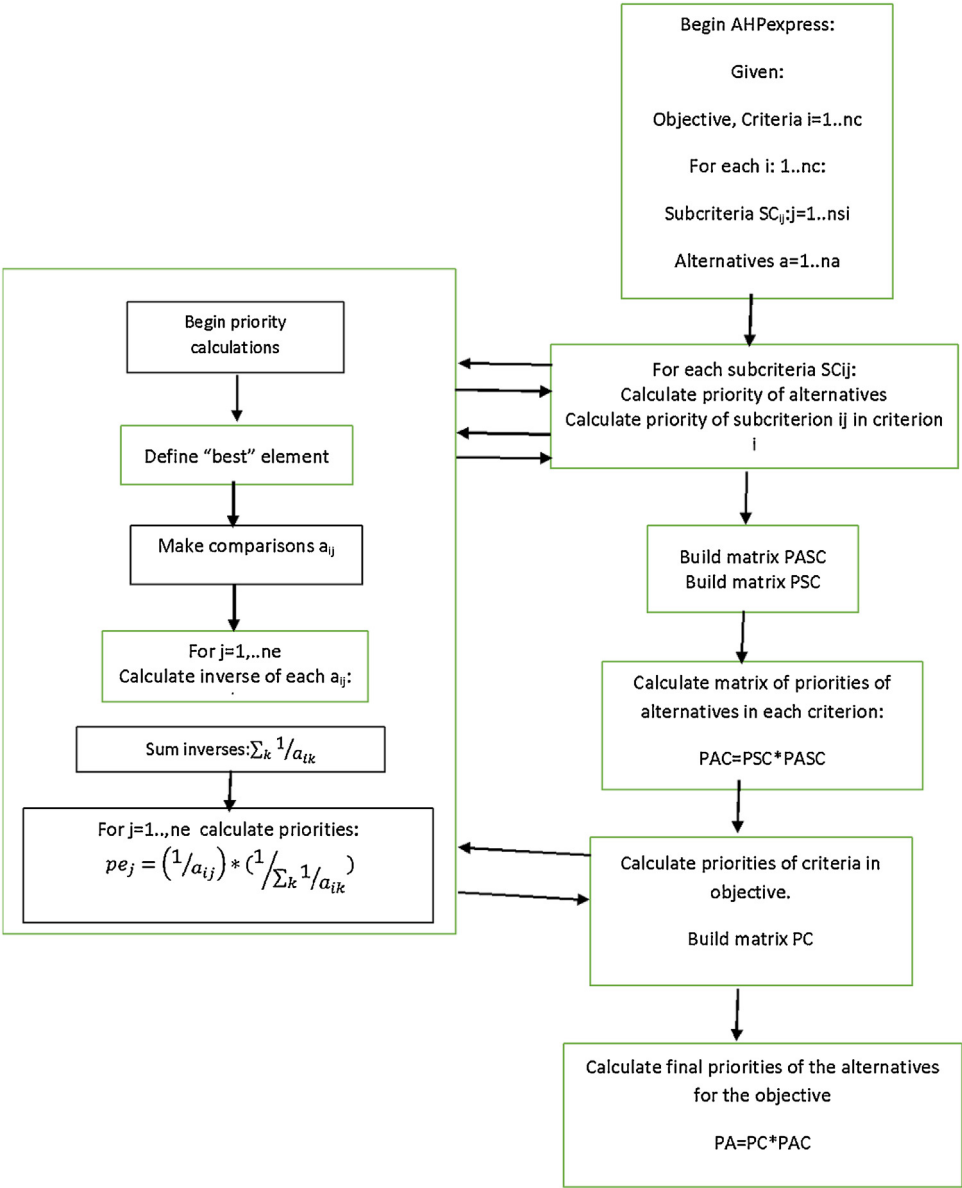 Begin AHPexpress:
Given:
Objective, Criteria i=1..nc
For each i: 1..nc:
Subcriteria SCij:j=1..nsi
Alternatives a=1..na
Begin priority
calculations
Define “best” element
Make comparisons aij
For j=1,..ne
Calculate inverse of each aij:
.
Sum inverses:∑k 1/aik
For j=1..,ne calculate priorities:
pej = (1/aij) * (1/∑k 1/aik)
For each subcriteria SCij:
Calculate priority of alternatives
Calculate priority of subcriterion ij in criterion
i
Build matrix PASC
Build matrix PSC
Calculate matrix of priorities of
alternatives in each criterion:
PAC=PSC*PASC
Calculate priorities of criteria in
objective.
Build matrix PC
Calculate final priorities of the alternatives
for the objective
PA=PC*PAC